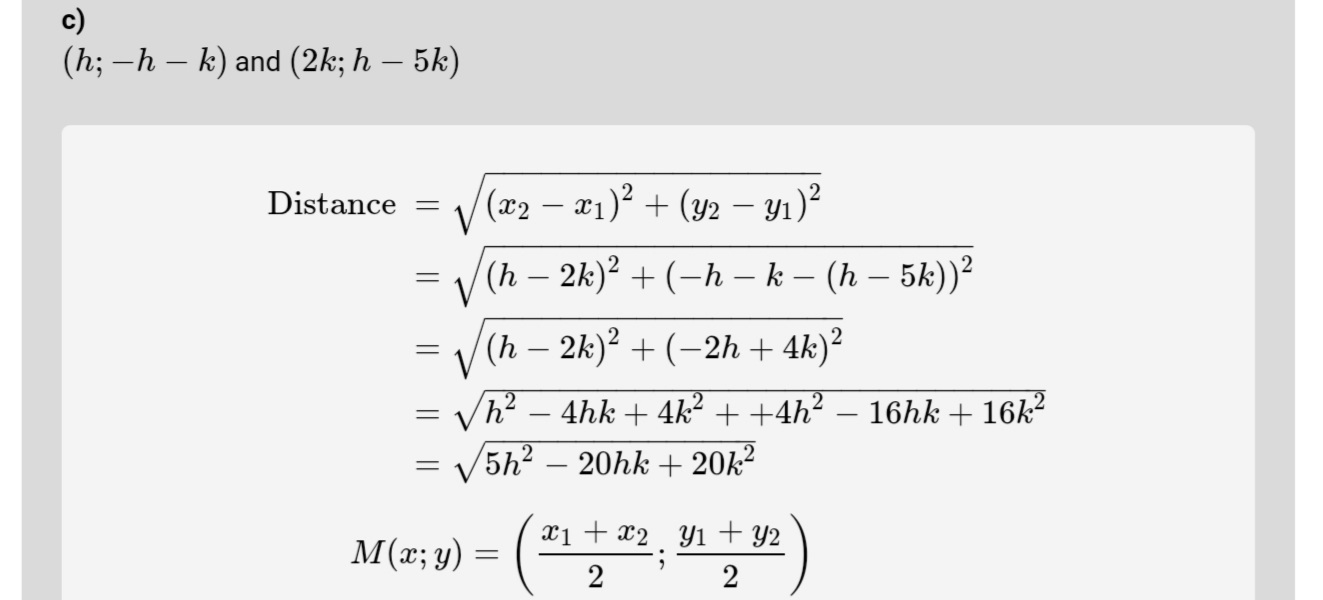 c)
(h; −h − k) and (2k; h − 5k)
Distance = √((x₂ − x₁)² + (y₂ − y₁)²)
= √((h − 2k)² + (−h − k − (h − 5k))²)
= √((h − 2k)² + (−2h + 4k)²)
= √(h² − 4hk + 4k² + +4h² − 16hk + 16k²)
= √(5h² − 20hk + 20k²)
M(x; y) = ((x₁ + x₂)/2; (y₁ + y₂)/2)